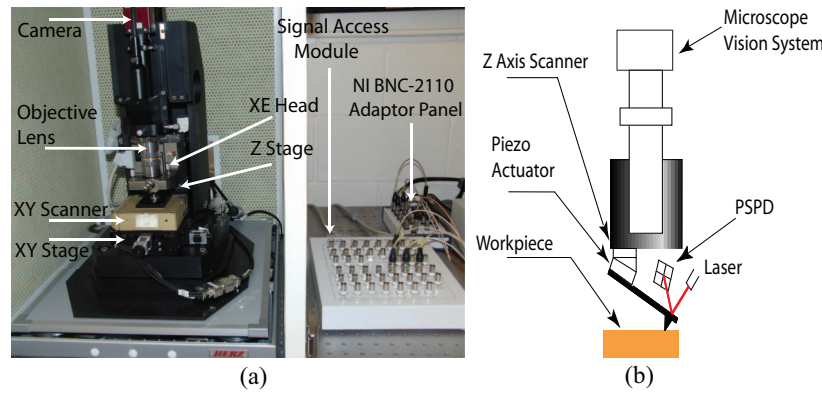 Camera
Signal Access
Module
NI BNC-2110
Adaptor Panel
Objective
Lens
XE Head
Z Stage
XY Scanner
XY Stage
HERZ
(a)
Microscope
Vision System
Z Axis Scanner
Piezo
Actuator
PSPD
Workpiece
Laser
(b)